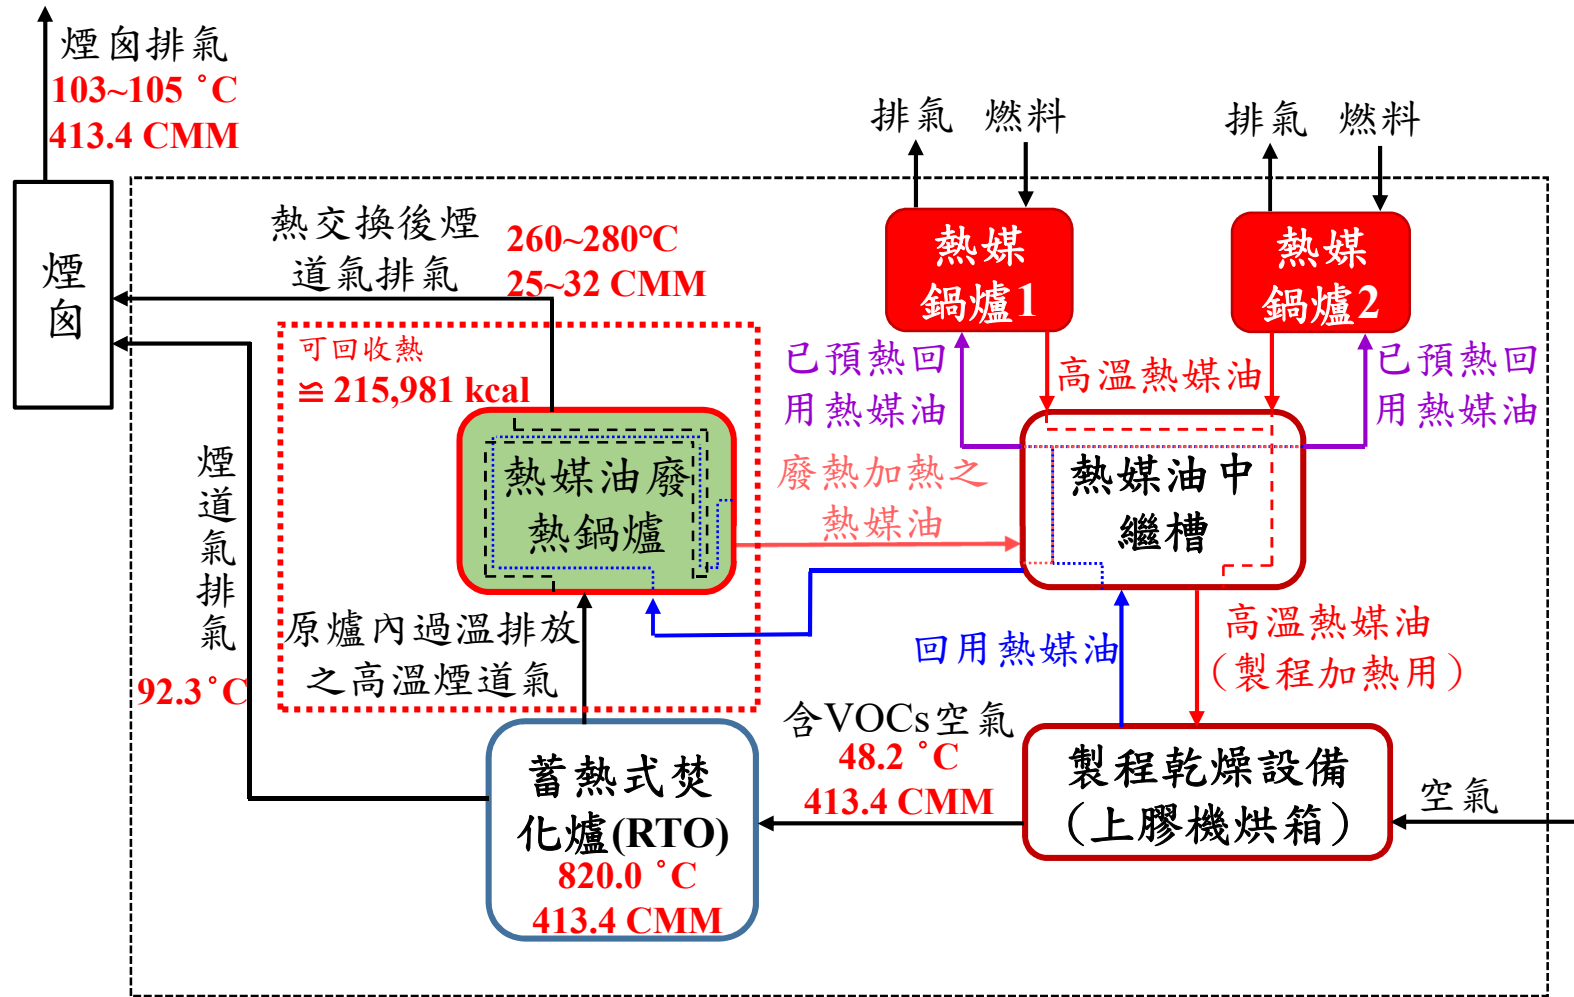 煙囪排氣
103~105 °C
413.4 CMM
煙
囪
熱交換後煙
道氣排氣
260~280℃
25~32 CMM
排氣 燃料
排氣 燃料
熱媒
鍋爐1
熱媒
鍋爐2
可回收熱
≌ 215,981 kcal
已預熱回
用熱媒油
高溫熱媒油
已預熱回
用熱媒油
熱媒油廢
熱鍋爐
廢熱加熱之
熱媒油
熱媒油中
繼槽
煙
道
氣
排
氣
92.3°C
原爐內過溫排放
之高溫煙道氣
回用熱媒油
高溫熱媒油
（製程加熱用）
含VOCs空氣
48.2 °C
413.4 CMM
蓄熱式焚
化爐(RTO)
820.0 °C
413.4 CMM
製程乾燥設備
（上膠機烘箱）
空氣